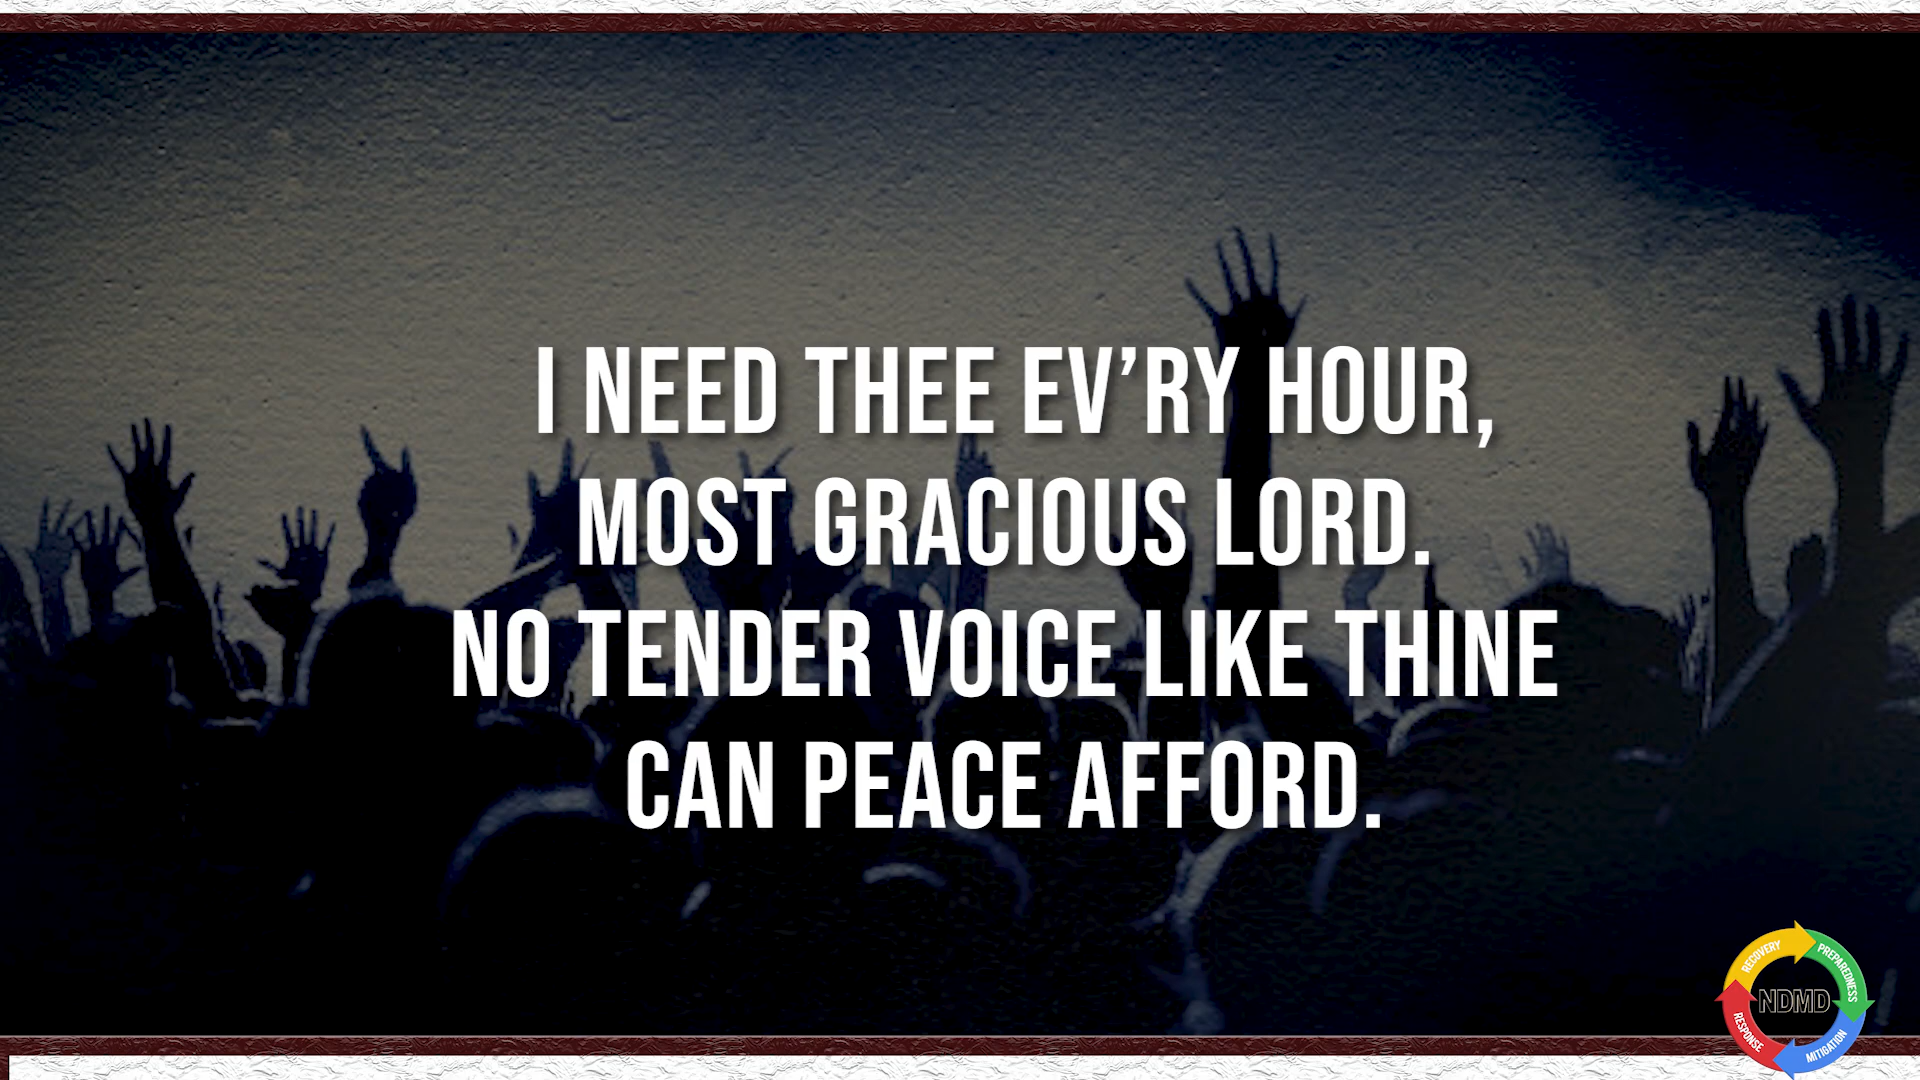 I NEED THEE EV’RY HOUR,
MOST GRACIOUS LORD.
NO TENDER VOICE LIKE THINE
CAN PEACE AFFORD.
RECOVERY
PREPAREDNESS
NDMD
RESPONSE
MITIGATION